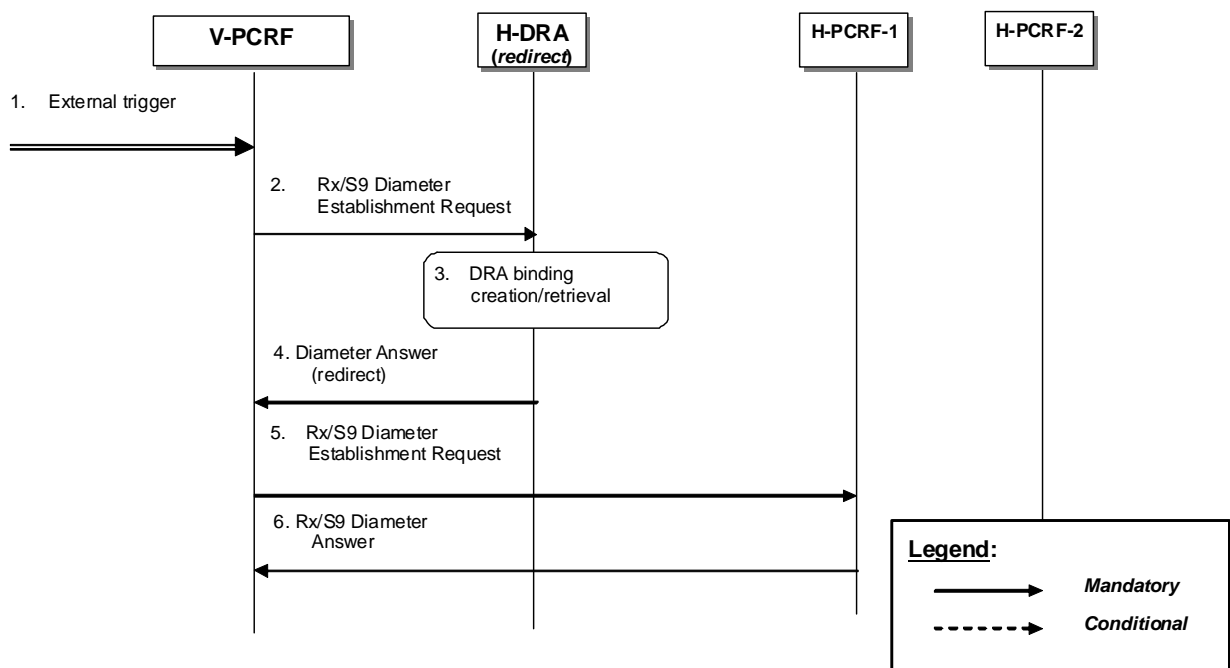 V-PCRF
H-DRA
(redirect)
H-PCRF-1
H-PCRF-2
1. External trigger
2. Rx/S9 Diameter
Establishment Request
3. DRA binding
creation/retrieval
4. Diameter Answer
(redirect)
5. Rx/S9 Diameter
Establishment Request
6. Rx/S9 Diameter
Answer
Legend:
Mandatory
Conditional